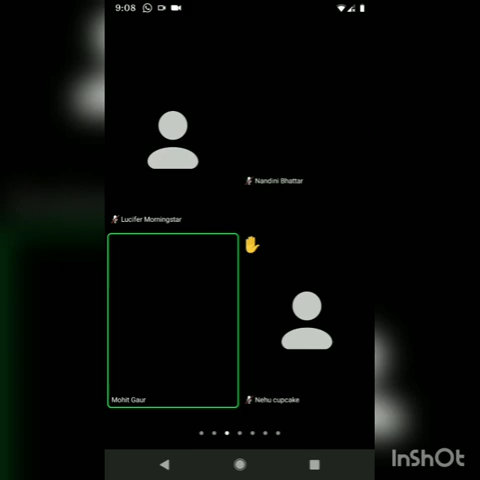 9:08
Nandini Bhattar
Lucifer Morningstar
Mohit Gaur
Nehu cupcake
InShOt